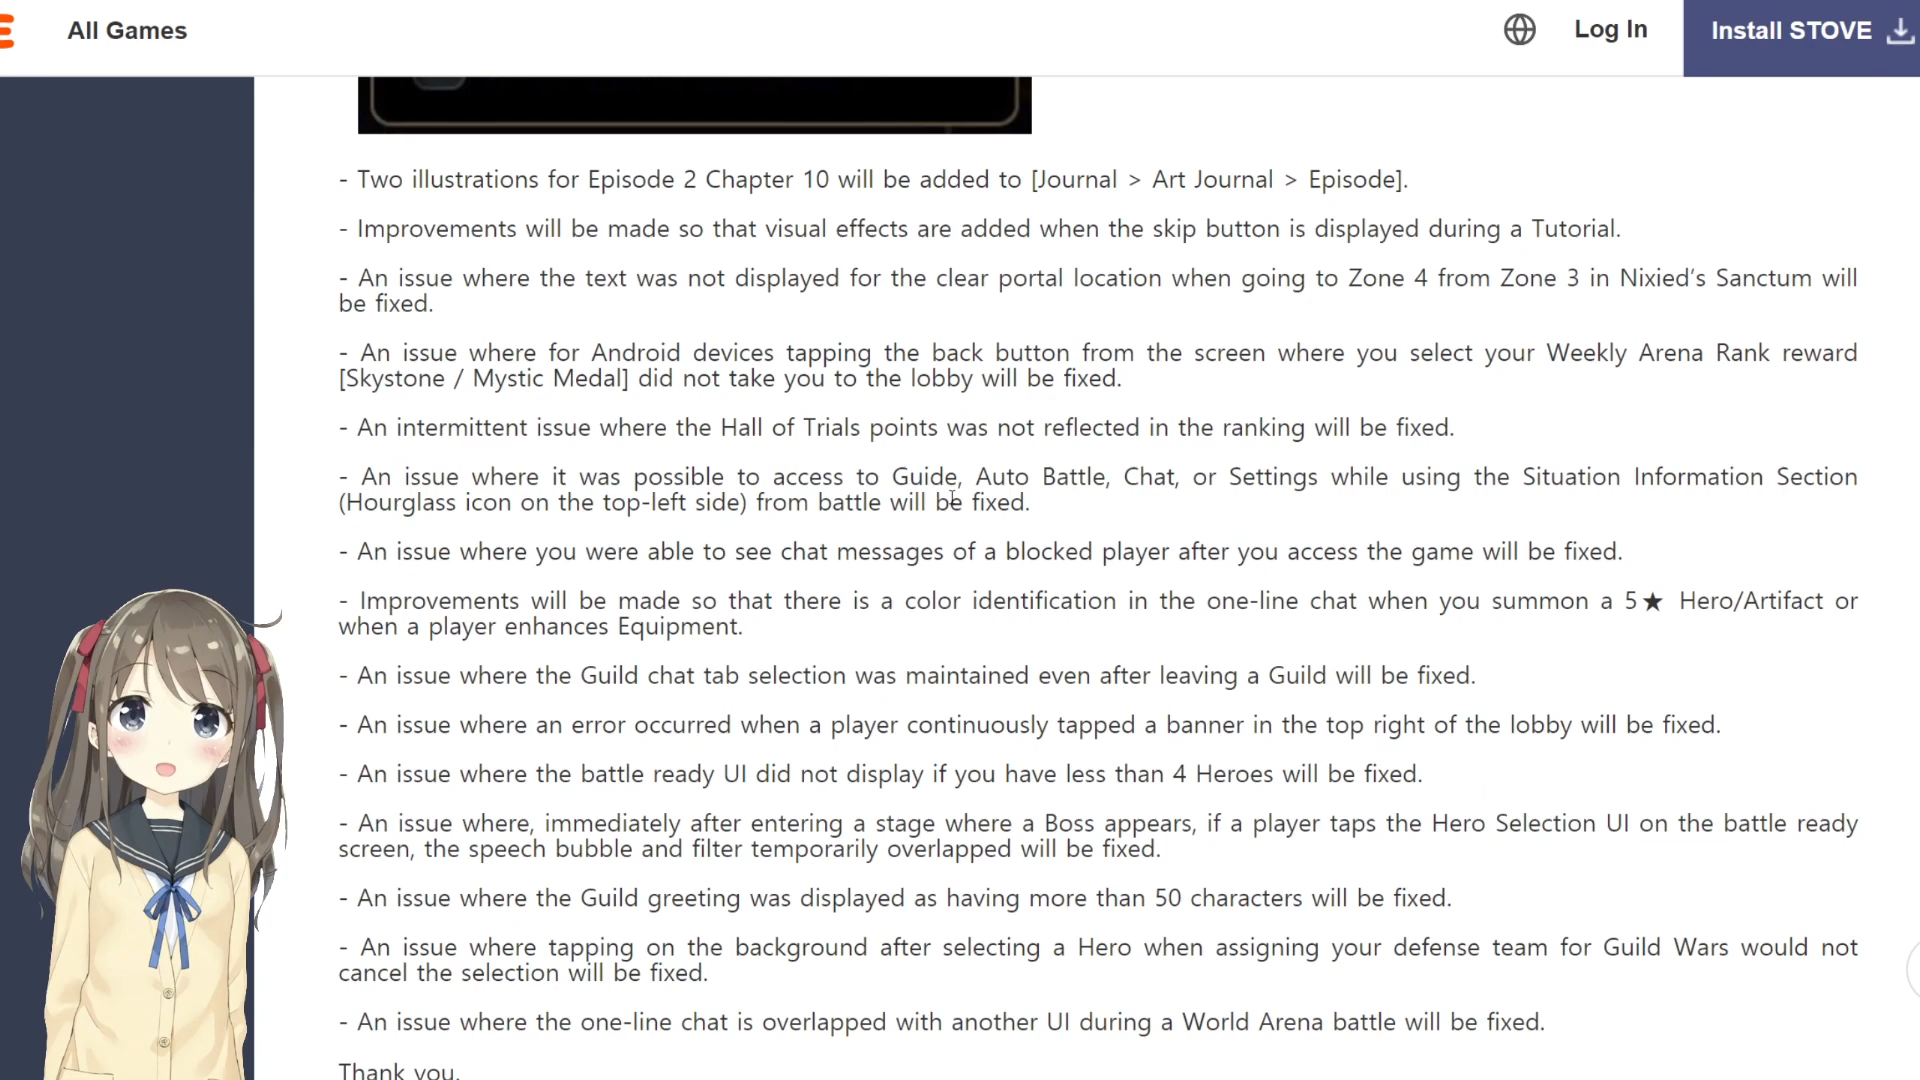 All Games
Log In
Install STOVE
- Two illustrations for Episode 2 Chapter 10 will be added to [Journal > Art Journal > Episode].
- Improvements will be made so that visual effects are added when the skip button is displayed during a Tutorial.
- An issue where the text was not displayed for the clear portal location when going to Zone 4 from Zone 3 in Nixied’s Sanctum will
be fixed.
- An issue where for Android devices tapping the back button from the screen where you select your Weekly Arena Rank reward
[Skystone / Mystic Medal] did not take you to the lobby will be fixed.
- An intermittent issue where the Hall of Trials points was not reflected in the ranking will be fixed.
- An issue where it was possible to access to Guide, Auto Battle, Chat, or Settings while using the Situation Information Section
(Hourglass icon on the top-left side) from battle will be fixed.
- An issue where you were able to see chat messages of a blocked player after you access the game will be fixed.
- Improvements will be made so that there is a color identification in the one-line chat when you summon a 5★ Hero/Artifact or
when a player enhances Equipment.
- An issue where the Guild chat tab selection was maintained even after leaving a Guild will be fixed.
- An issue where an error occurred when a player continuously tapped a banner in the top right of the lobby will be fixed.
- An issue where the battle ready UI did not display if you have less than 4 Heroes will be fixed.
- An issue where, immediately after entering a stage where a Boss appears, if a player taps the Hero Selection UI on the battle ready
screen, the speech bubble and filter temporarily overlapped will be fixed.
- An issue where the Guild greeting was displayed as having more than 50 characters will be fixed.
- An issue where tapping on the background after selecting a Hero when assigning your defense team for Guild Wars would not
cancel the selection will be fixed.
- An issue where the one-line chat is overlapped with another UI during a World Arena battle will be fixed.
Thank you.